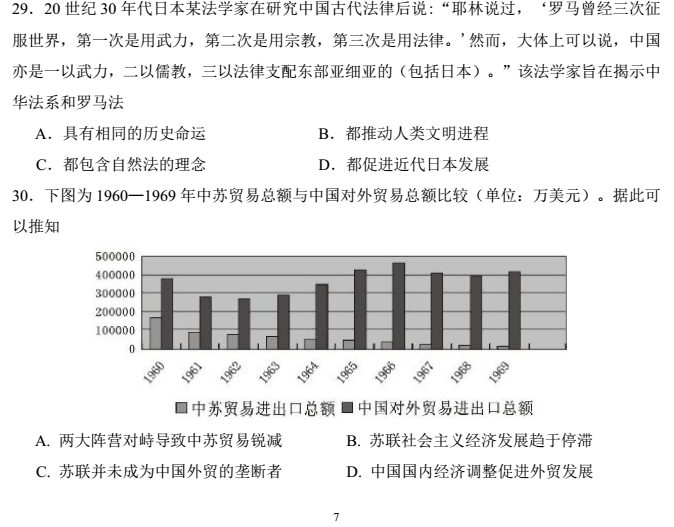 29．20 世纪 30 年代日本某法学家在研究中国古代法律后说：“耶林说过，‘罗马曾经三次征
服世界，第一次是用武力，第二次是用宗教，第三次是用法律。’然而，大体上可以说，中国
亦是一以武力，二以儒教，三以法律支配东部亚细亚的（包括日本）。”该法学家旨在揭示中
华法系和罗马法
A．具有相同的历史命运 B．都推动人类文明进程
C．都包含自然法的理念 D．都促进近代日本发展
30．下图为 1960—1969 年中苏贸易总额与中国对外贸易总额比较（单位：万美元）。据此可
以推知
500000
400000
300000
200000
100000
0
1960 1961 1962 1963 1964 1965 1966 1967 1968 1969
中苏贸易进出口总额 中国对外贸易进出口总额
A. 两大阵营对峙导致中苏贸易锐减 B. 苏联社会主义经济发展趋于停滞
C. 苏联并未成为中国外贸的垄断者 D. 中国国内经济调整促进外贸发展
7